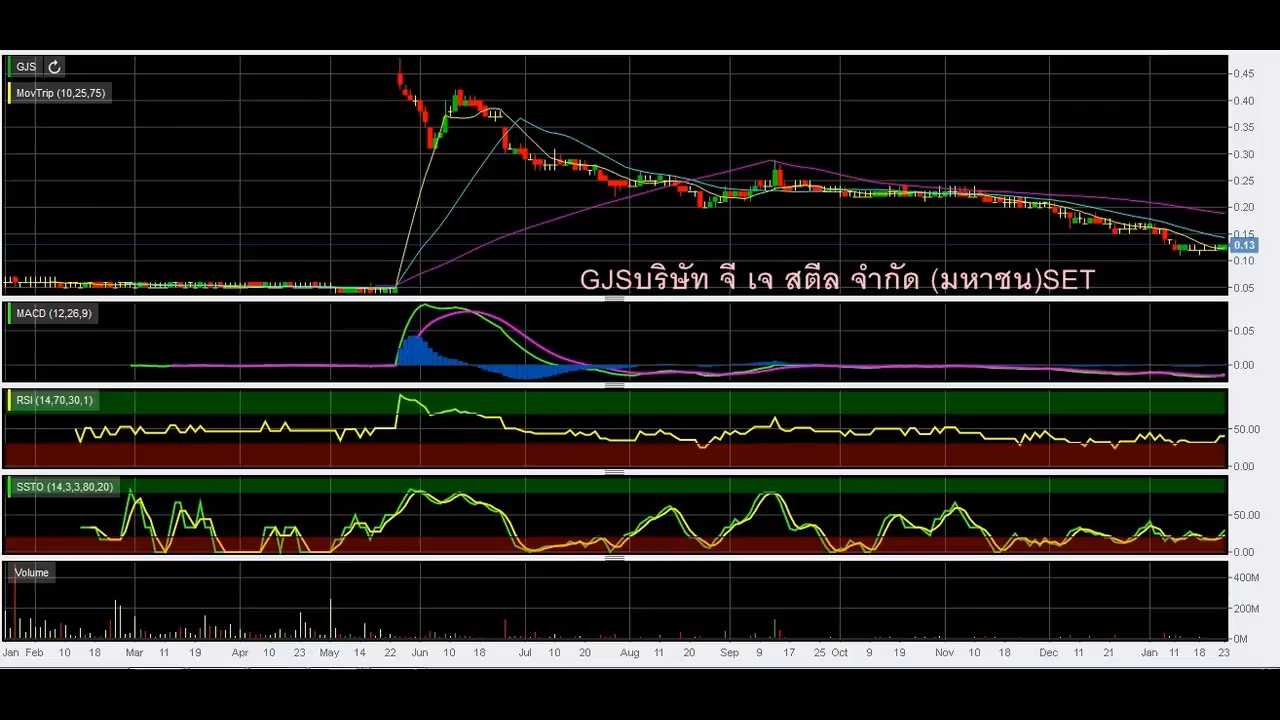 GJS
0.45
MovTrip (10,25,75)
0.40
0.35
0.30
0.25
0.20
0.15
0.13
0.10
GJSบริษัท จี เจ สตีล จำกัด (มหาชน)SET
0.05
MACD (12,26,9)
0.05
0.00
RSI (14,70,30,1)
50.00
0.00
SSTO (14,3,3,80,20)
50.00
0.00
Volume
400M
200M
0M
Jan Feb 10 18 Mar 11 19 Apr 10 23 May 14 22 Jun 10 18 Jul 10 20 Aug 11 20 Sep 9 17 25 Oct 9 19 Nov 10 18 Dec 11 21 Jan 11 18 23